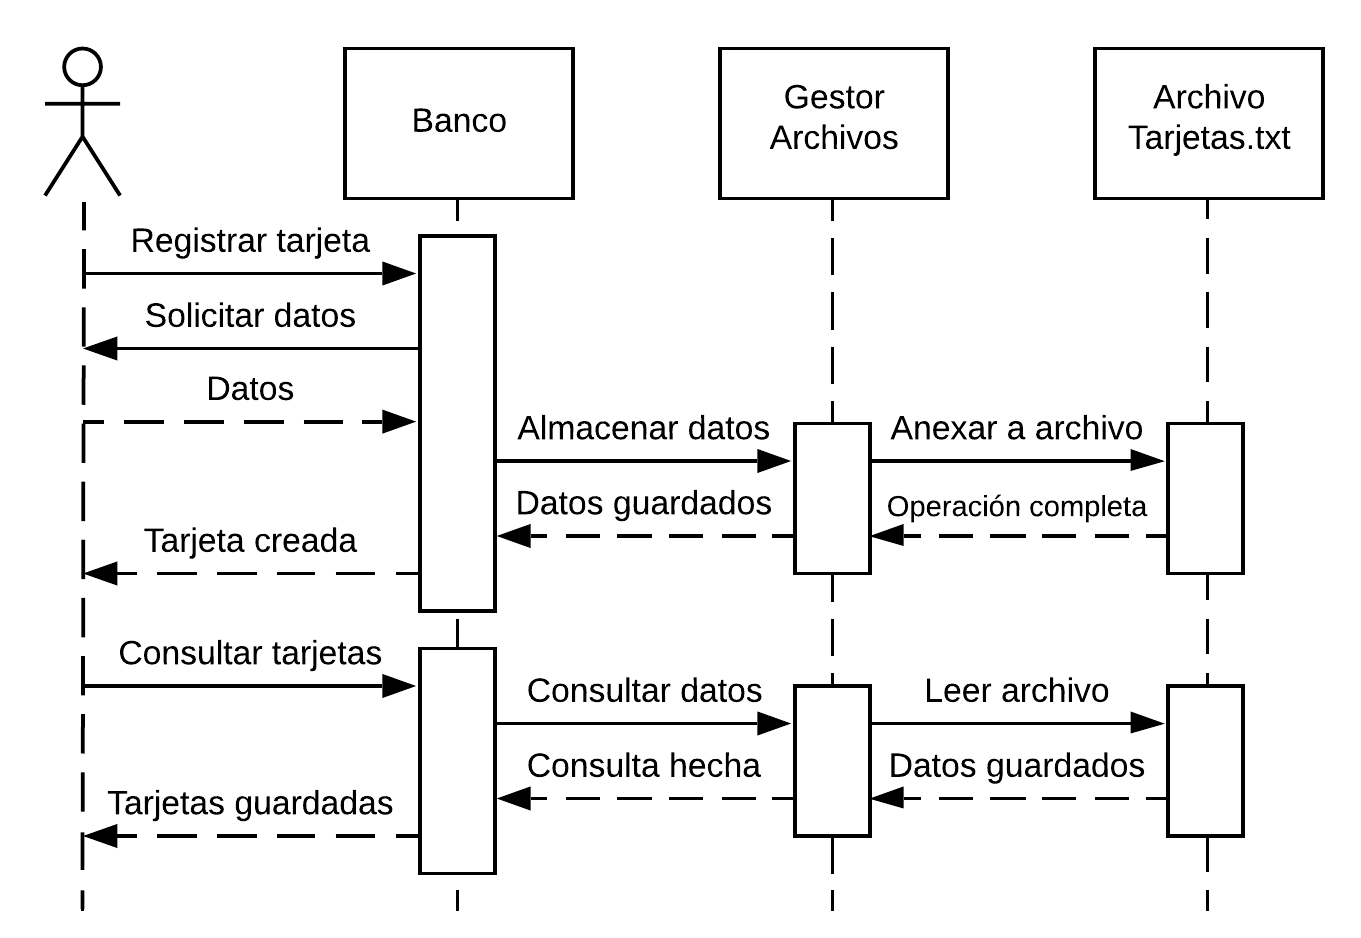 Banco
Gestor
Archivos
Archivo
Tarjetas.txt
Registrar tarjeta
Solicitar datos
Datos
Almacenar datos
Anexar a archivo
Datos guardados
Operación completa
Tarjeta creada
Consultar tarjetas
Consultar datos
Leer archivo
Consulta hecha
Datos guardados
Tarjetas guardadas